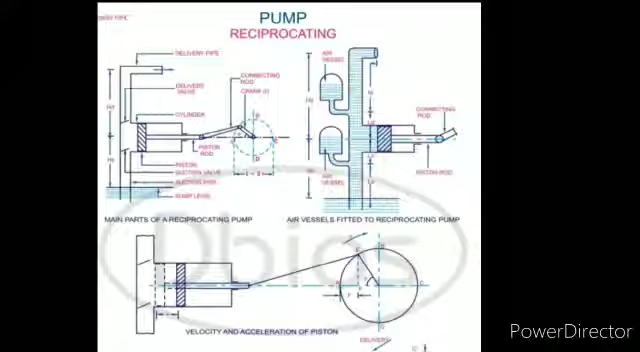 PUMP
RECIPROCATING
DELIVERY PIPE
DELIVERY
VALVE
CYLINDER
CONNECTING
ROD
CRANK (r)
PISTON
ROD
PISTON
SUCTION VALVE
SUCTION PIPE
SUMP LEVEL
MAIN PARTS OF A RECIPROCATING PUMP
AIR
VESSEL
CONNECTING
ROD
PISTON ROD
AIR
VESSEL
AIR VESSELS FITTED TO RECIPROCATING PUMP
VELOCITY AND ACCELERATION OF PISTON
DELIVERY
PowerDirector